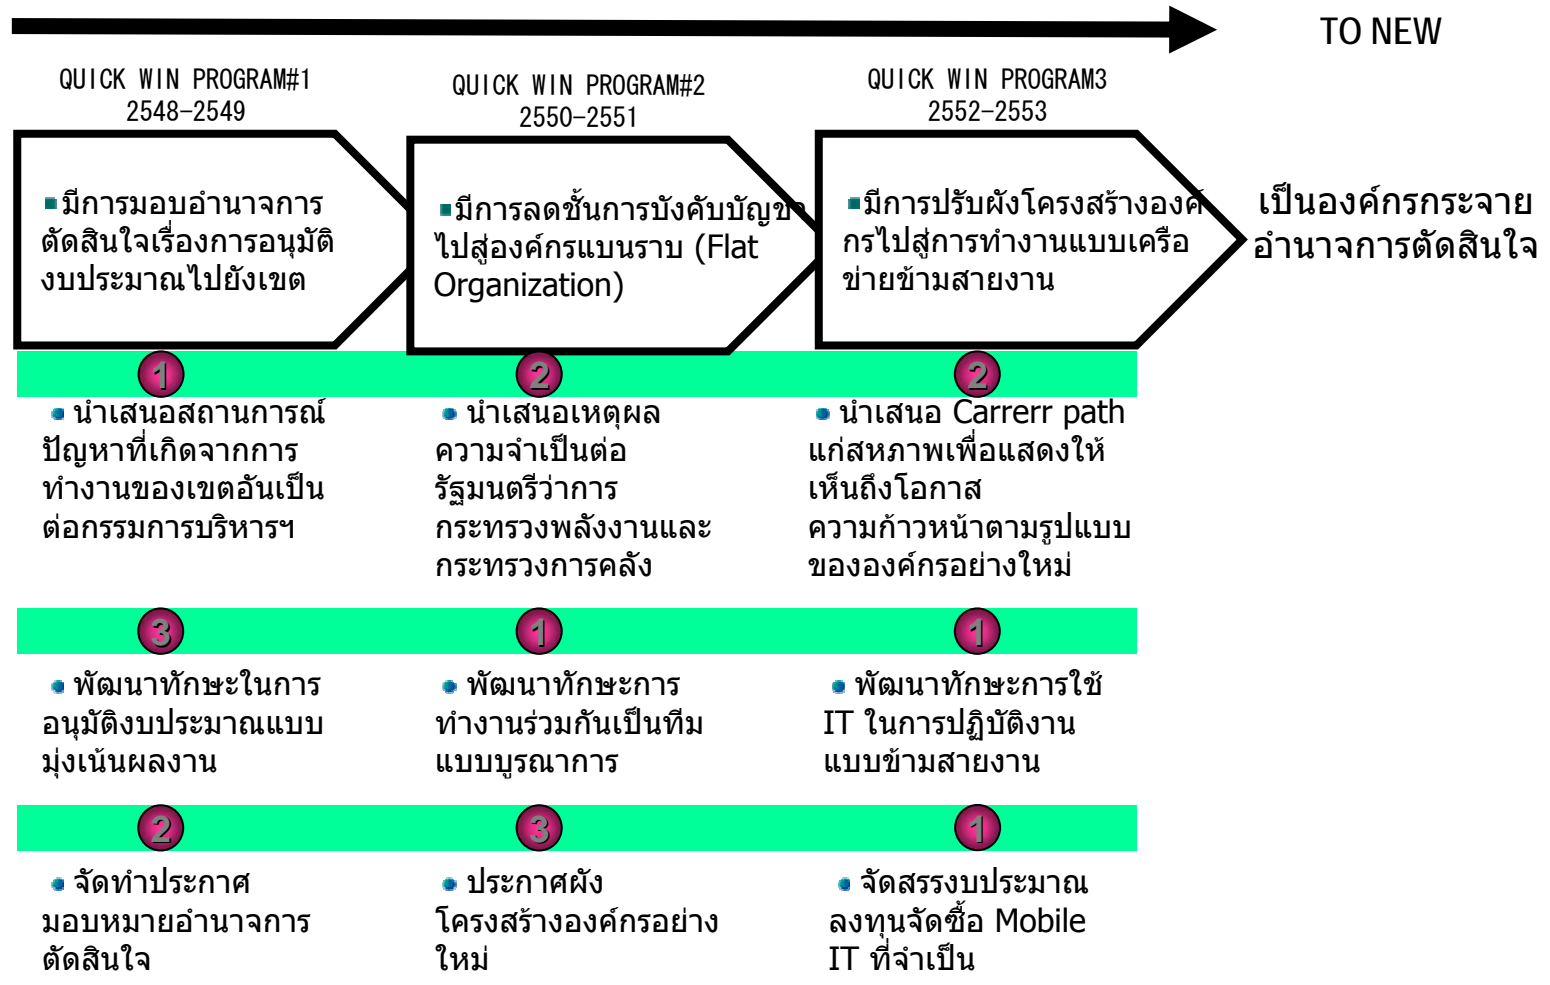 TO NEW
QUICK WIN PROGRAM#1
2548-2549
QUICK WIN PROGRAM#2
2550-2551
QUICK WIN PROGRAM3
2552-2553
มีการมอบอำนาจการ
ตัดสินใจเรื่องการอนุมัติ
งบประมาณไปยังเขต
มีการลดชั้นการบังคับบัญชา
ไปสู่องค์กรแบนราบ (Flat
Organization)
มีการปรับผังโครงสร้างองค์
กรไปสู่การทำงานแบบเครือ
ข่ายข้ามสายงาน
เป็นองค์กรกระจาย
อำนาจการตัดสินใจ
1
2
2
นำเสนอสถานการณ์
ปัญหาที่เกิดจากการ
ทำงานของเขตอันเป็น
ต่อกรรมการบริหารฯ
นำเสนอเหตุผล
ความจำเป็นต่อ
รัฐมนตรีว่าการ
กระทรวงพลังงานและ
กระทรวงการคลัง
นำเสนอ Carrerr path
แก่สหภาพเพื่อแสดงให้
เห็นถึงโอกาส
ความก้าวหน้าตามรูปแบบ
ขององค์กรอย่างใหม่
3
1
1
พัฒนาทักษะในการ
อนุมัติงบประมาณแบบ
มุ่งเน้นผลงาน
พัฒนาทักษะการ
ทำงานร่วมกันเป็นทีม
แบบบูรณาการ
พัฒนาทักษะการใช้
IT ในการปฏิบัติงาน
แบบข้ามสายงาน
2
3
1
จัดทำประกาศ
มอบหมายอำนาจการ
ตัดสินใจ
ประกาศผัง
โครงสร้างองค์กรอย่าง
ใหม่
จัดสรรงบประมาณ
ลงทุนจัดซื้อ Mobile
IT ที่จำเป็น